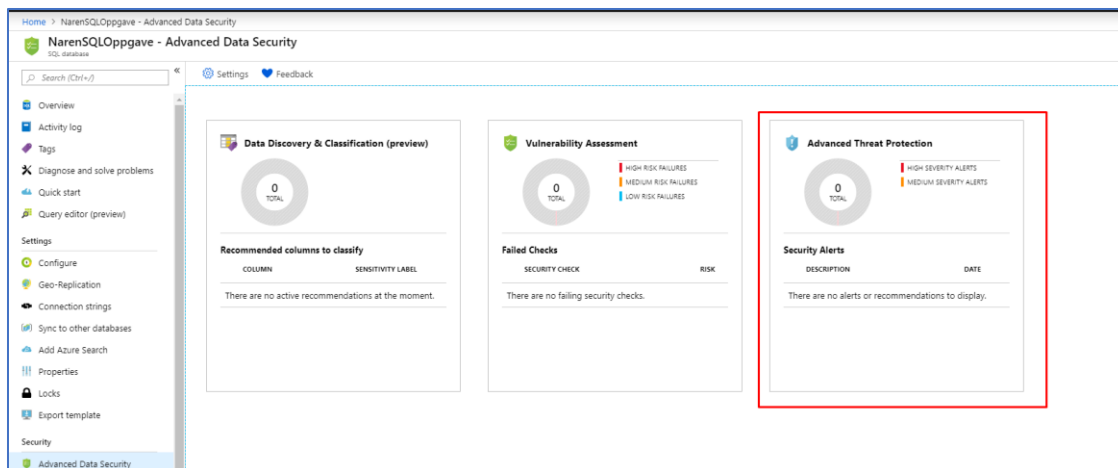 Home > NarenSQLOppgave - Advanced Data Security
NarenSQLOppgave - Advanced Data Security
SQL database
Search (Ctrl+/)
«
Overview
Activity log
Tags
Diagnose and solve problems
Quick start
Query editor (preview)
Settings
Configure
Geo-Replication
Connection strings
Sync to other databases
Add Azure Search
Properties
Locks
Export template
Security
Advanced Data Security
Settings Feedback
Data Discovery & Classification (preview)
0
TOTAL
Recommended columns to classify
COLUMN SENSITIVITY LABEL
There are no active recommendations at the moment.
Vulnerability Assessment
0
TOTAL
HIGH RISK FAILURES
MEDIUM RISK FAILURES
LOW RISK FAILURES
Failed Checks
SECURITY CHECK RISK
There are no failing security checks.
Advanced Threat Protection
0
TOTAL
HIGH SEVERITY ALERTS
MEDIUM SEVERITY ALERTS
Security Alerts
DESCRIPTION DATE
There are no alerts or recommendations to display.